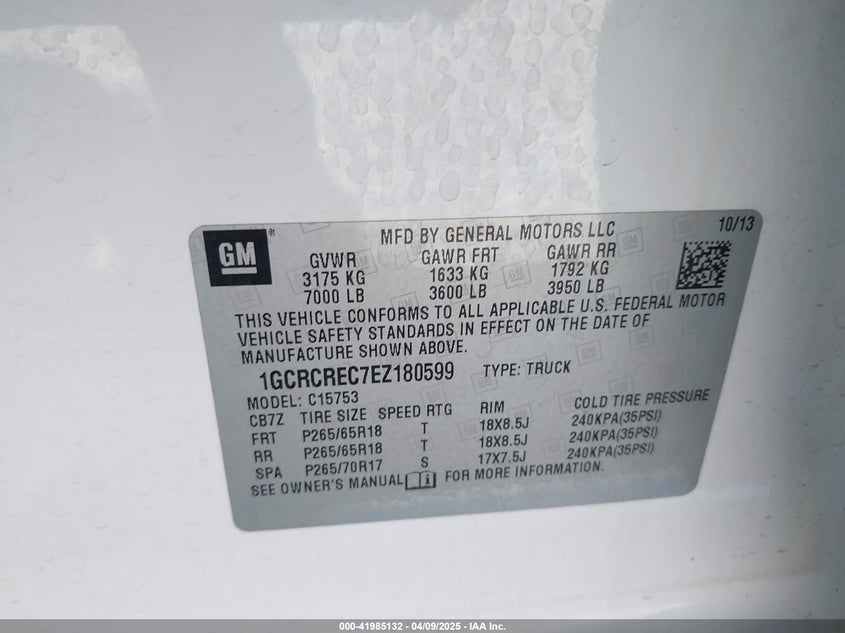 GM
®
MFD BY GENERAL MOTORS LLC
10/13
GVWR GAWR FRT GAWR RR
3175 KG 1633 KG 1792 KG
7000 LB 3600 LB 3950 LB
THIS VEHICLE CONFORMS TO ALL APPLICABLE U.S. FEDERAL MOTOR
VEHICLE SAFETY STANDARDS IN EFFECT ON THE DATE OF
MANUFACTURE SHOWN ABOVE.
1GCRCREC7EZ180599 TYPE: TRUCK
MODEL: C15753
CB7Z TIRE SIZE SPEED RTG RIM COLD TIRE PRESSURE
FRT P265/65R18 T 18X8.5J 240KPA(35PSI)
RR P265/65R18 T 18X8.5J 240KPA(35PSI)
SPA P265/70R17 S 17X7.5J 240KPA(35PSI)
SEE OWNER'S MANUAL FOR MORE INFORMATION.
000-41985132 - 04/09/2025 - IAA Inc.